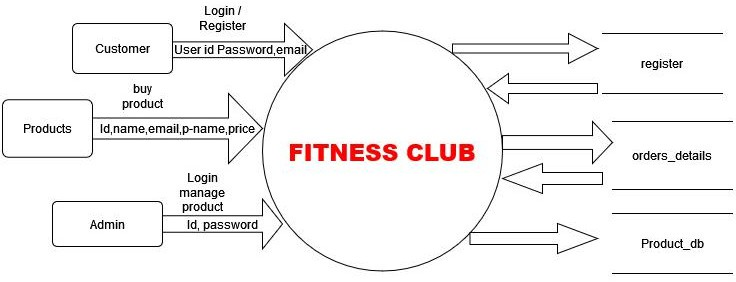 Login /
Register
Customer
User id Password,email
buy
product
Products
Id,name,email,p-name,price
Login
manage
product
Admin
Id, password
FITNESS CLUB
register
orders_details
Product_db